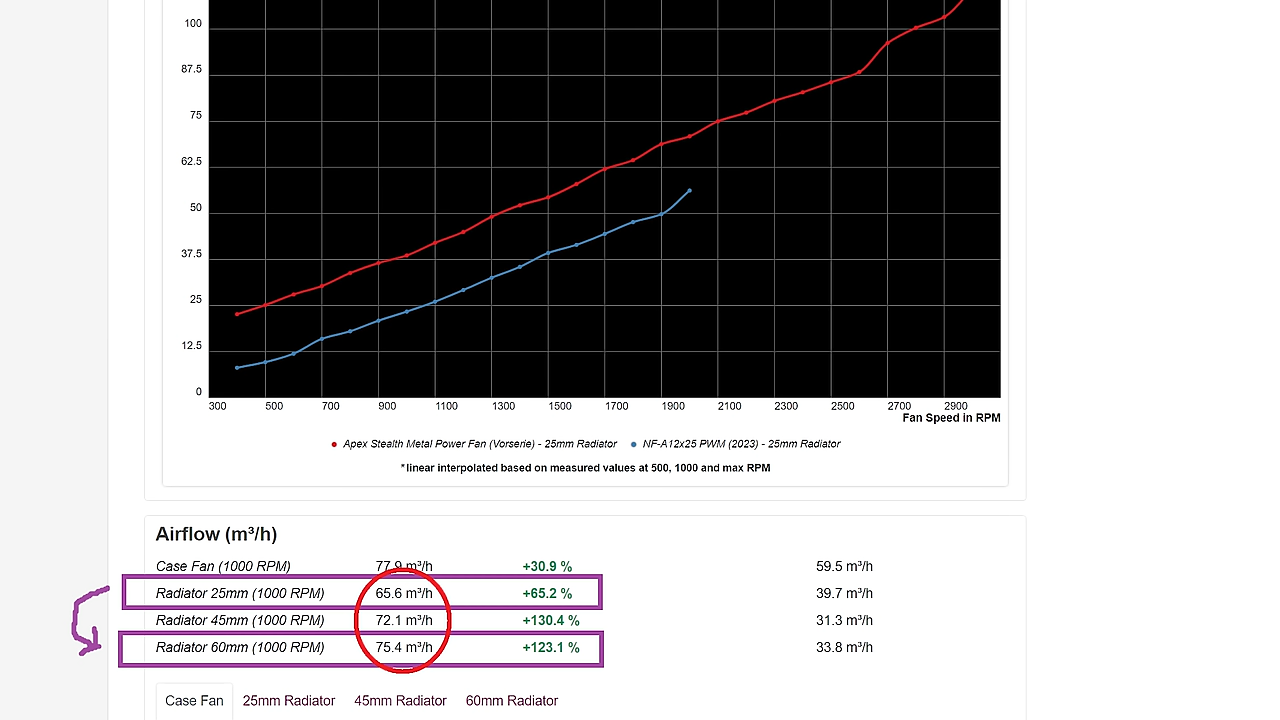 100
87.5
75
62.5
50
37.5
25
12.5
0
300 500 700 900 1100 1300 1500 1700 1900 2100 2300 2500 2700 2900
Fan Speed in RPM
Apex Stealth Metal Power Fan (Vorserie) - 25mm Radiator NF-A12x25 PWM (2023) - 25mm Radiator
*linear interpolated based on measured values at 500, 1000 and max RPM
Airflow (m³/h)
Case Fan (1000 RPM) 77.9 m³/h +30.9 % 59.5 m³/h
Radiator 25mm (1000 RPM) 65.6 m³/h +65.2 % 39.7 m³/h
Radiator 45mm (1000 RPM) 72.1 m³/h +130.4 % 31.3 m³/h
Radiator 60mm (1000 RPM) 75.4 m³/h +123.1 % 33.8 m³/h
Case Fan 25mm Radiator 45mm Radiator 60mm Radiator